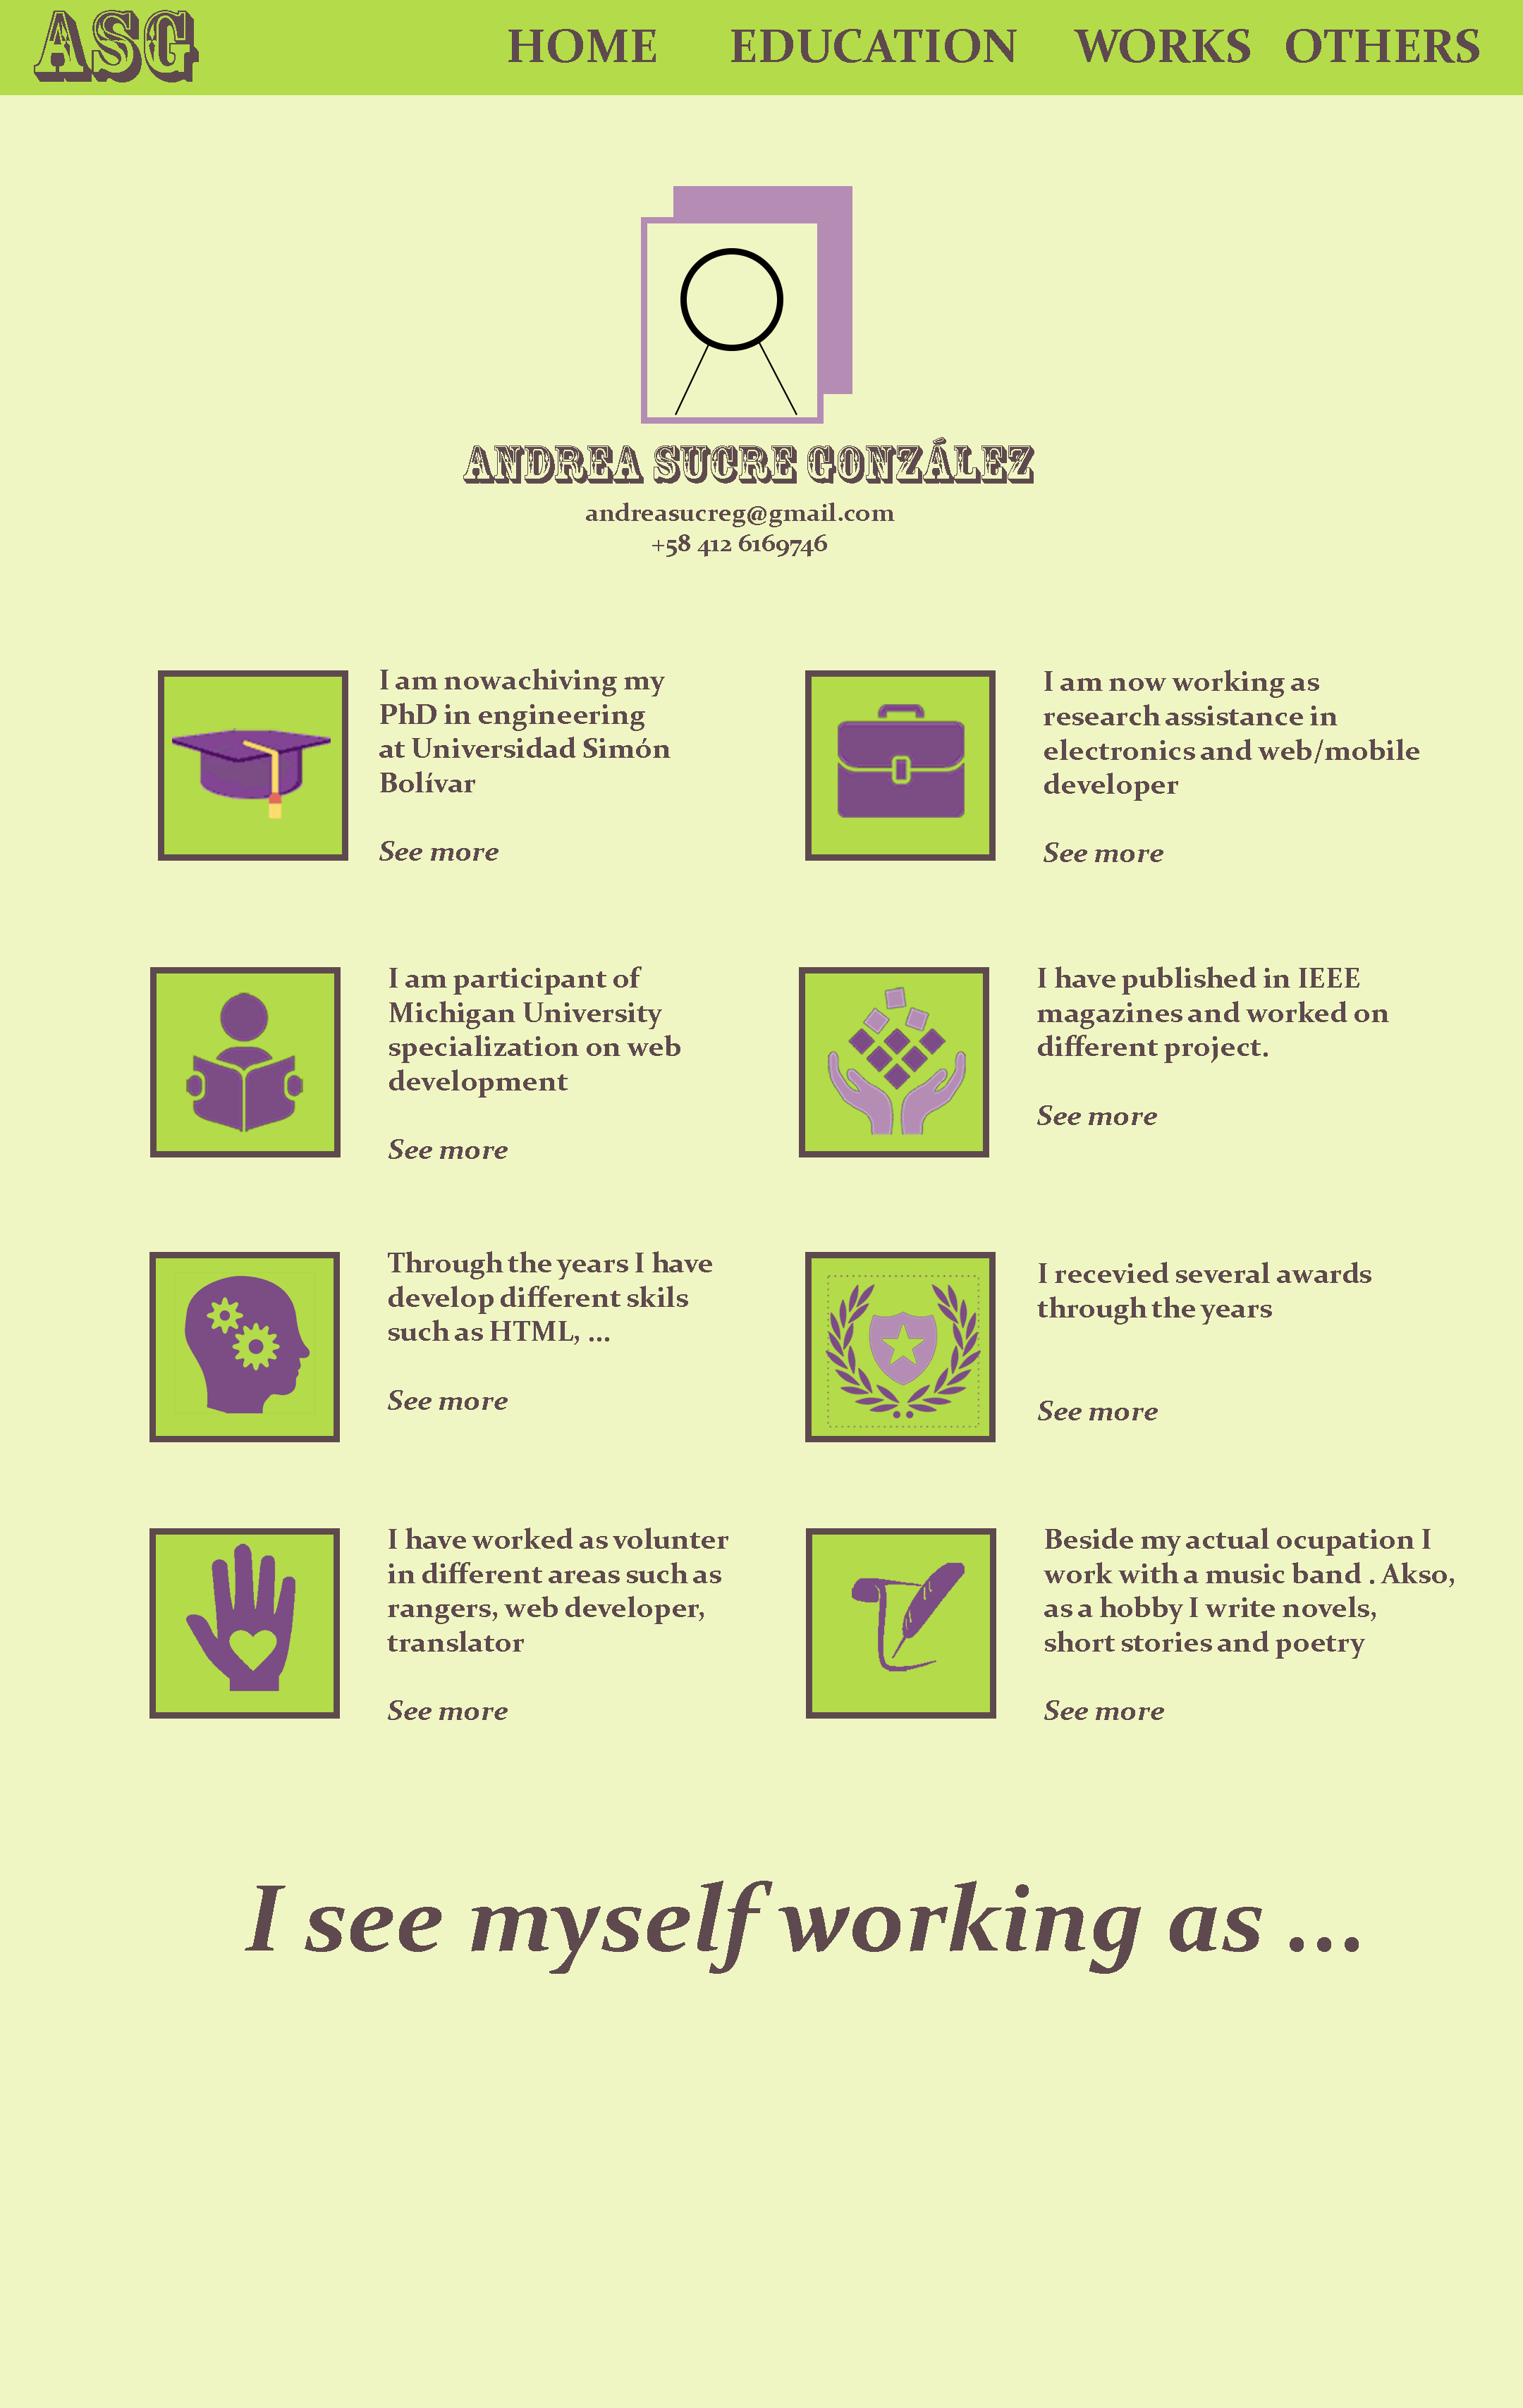 ASG
HOME EDUCATION WORKS OTHERS
ANDREA SUCRE GONZÁLEZ
andreasucreg@gmail.com
+58 412 6169746
I am nowachiving my
PhD in engineering
at Universidad Simón
Bolívar
See more
I am now working as
research assistance in
electronics and web/mobile
developer
See more
I am participant of
Michigan University
specialization on web
development
See more
I have published in IEEE
magazines and worked on
different project.
See more
Through the years I have
develop different skils
such as HTML, ...
See more
I recevied several awards
through the years
See more
I have worked as volunter
in different areas such as
rangers, web developer,
translator
See more
Beside my actual ocupation I
work with a music band . Akso,
as a hobby I write novels,
short stories and poetry
See more
I see myself working as ...